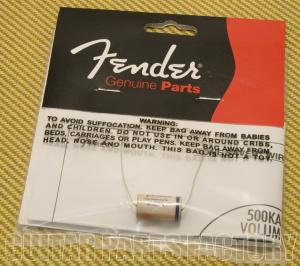 Fender
Genuine Parts
WARNING:
TO AVOID SUFFOCATION, KEEP BAG AWAY FROM BABIES
AND CHILDREN. DO NOT USE IN OR AROUND CRIBS
BEDS, CARRIAGES OR PLAY PENS. KEEP BAG AWAY FROM
HEAD, NOSE AND MOUTH. THIS BAG IS NOT A TOY
500KA
VOLUM
GUITARPARTSFACTORY